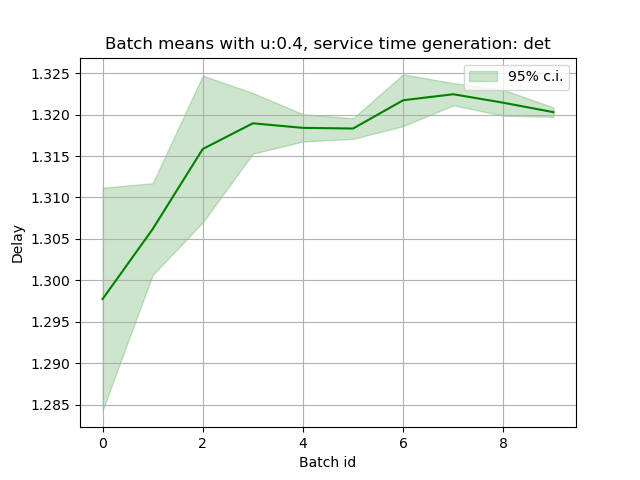 Batch means with u:0.4, service time generation: det
95% c.i.
1.325
1.320
1.315
1.310
1.305
1.300
1.295
1.290
1.285
Delay
0 2 4 6 8
Batch id